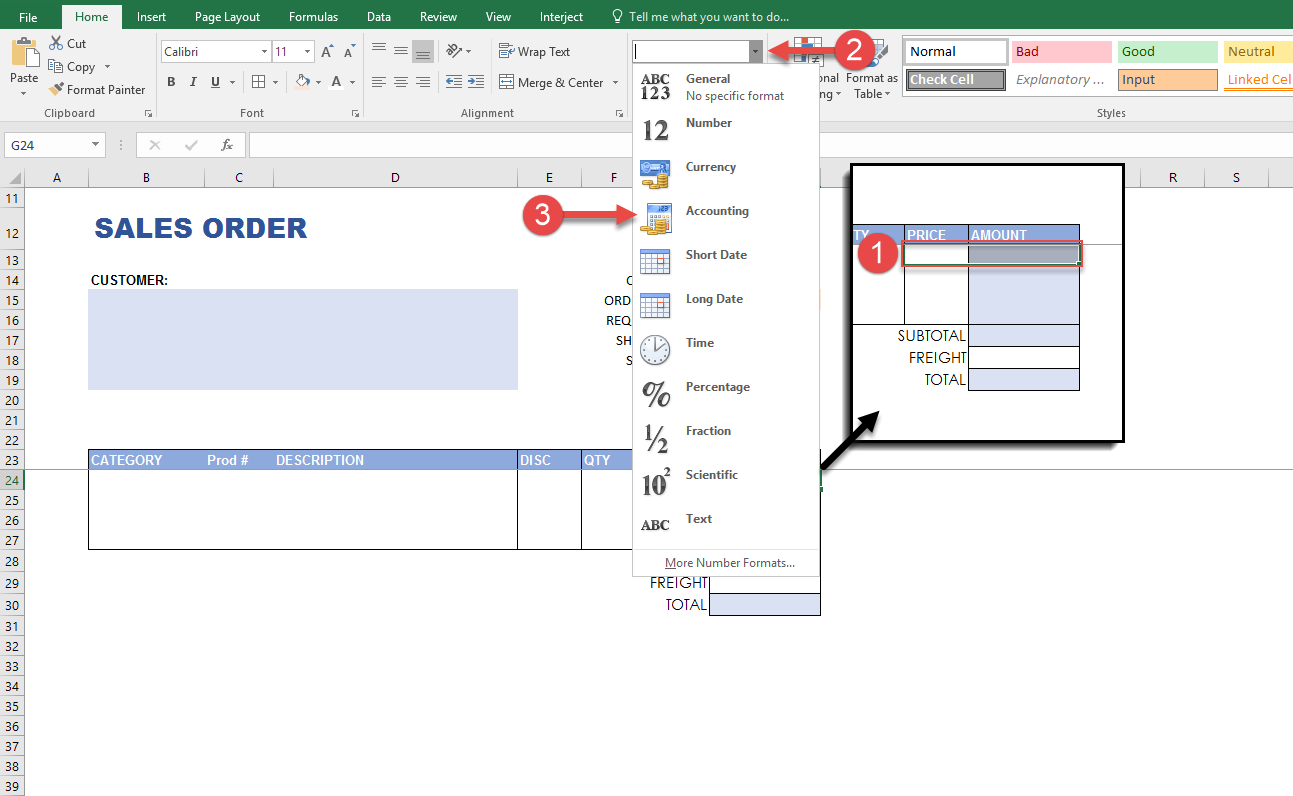 File Home Insert Page Layout Formulas Data Review View Interject Tell me what you want to do...
Paste
Cut
Copy
Format Painter
Clipboard
Calibri 11
B I U A
Font
Wrap Text
Merge & Center
Alignment
2
Format as
Table
Normal Bad Good Neutral
Check Cell Explanatory ... Input Linked Cel
Styles
G24 fx
A B C D E F R S
ABC
123
General
No specific format
12 Number
Currency
3
Accounting
Short Date
Long Date
Time
% Percentage
½ Fraction
10² Scientific
ABC Text
More Number Formats...
11
12 SALES ORDER
13
14 CUSTOMER:
15 ORD
16 REQ
17 SH
18 S
19
20
21
22
23 CATEGORY Prod # DESCRIPTION DISC QTY
24
25
26
27
28
29 FREIGHT
30 TOTAL
31
32
33
34
35
36
37
38
39
TY PRICE AMOUNT
1
SUBTOTAL
FREIGHT
TOTAL